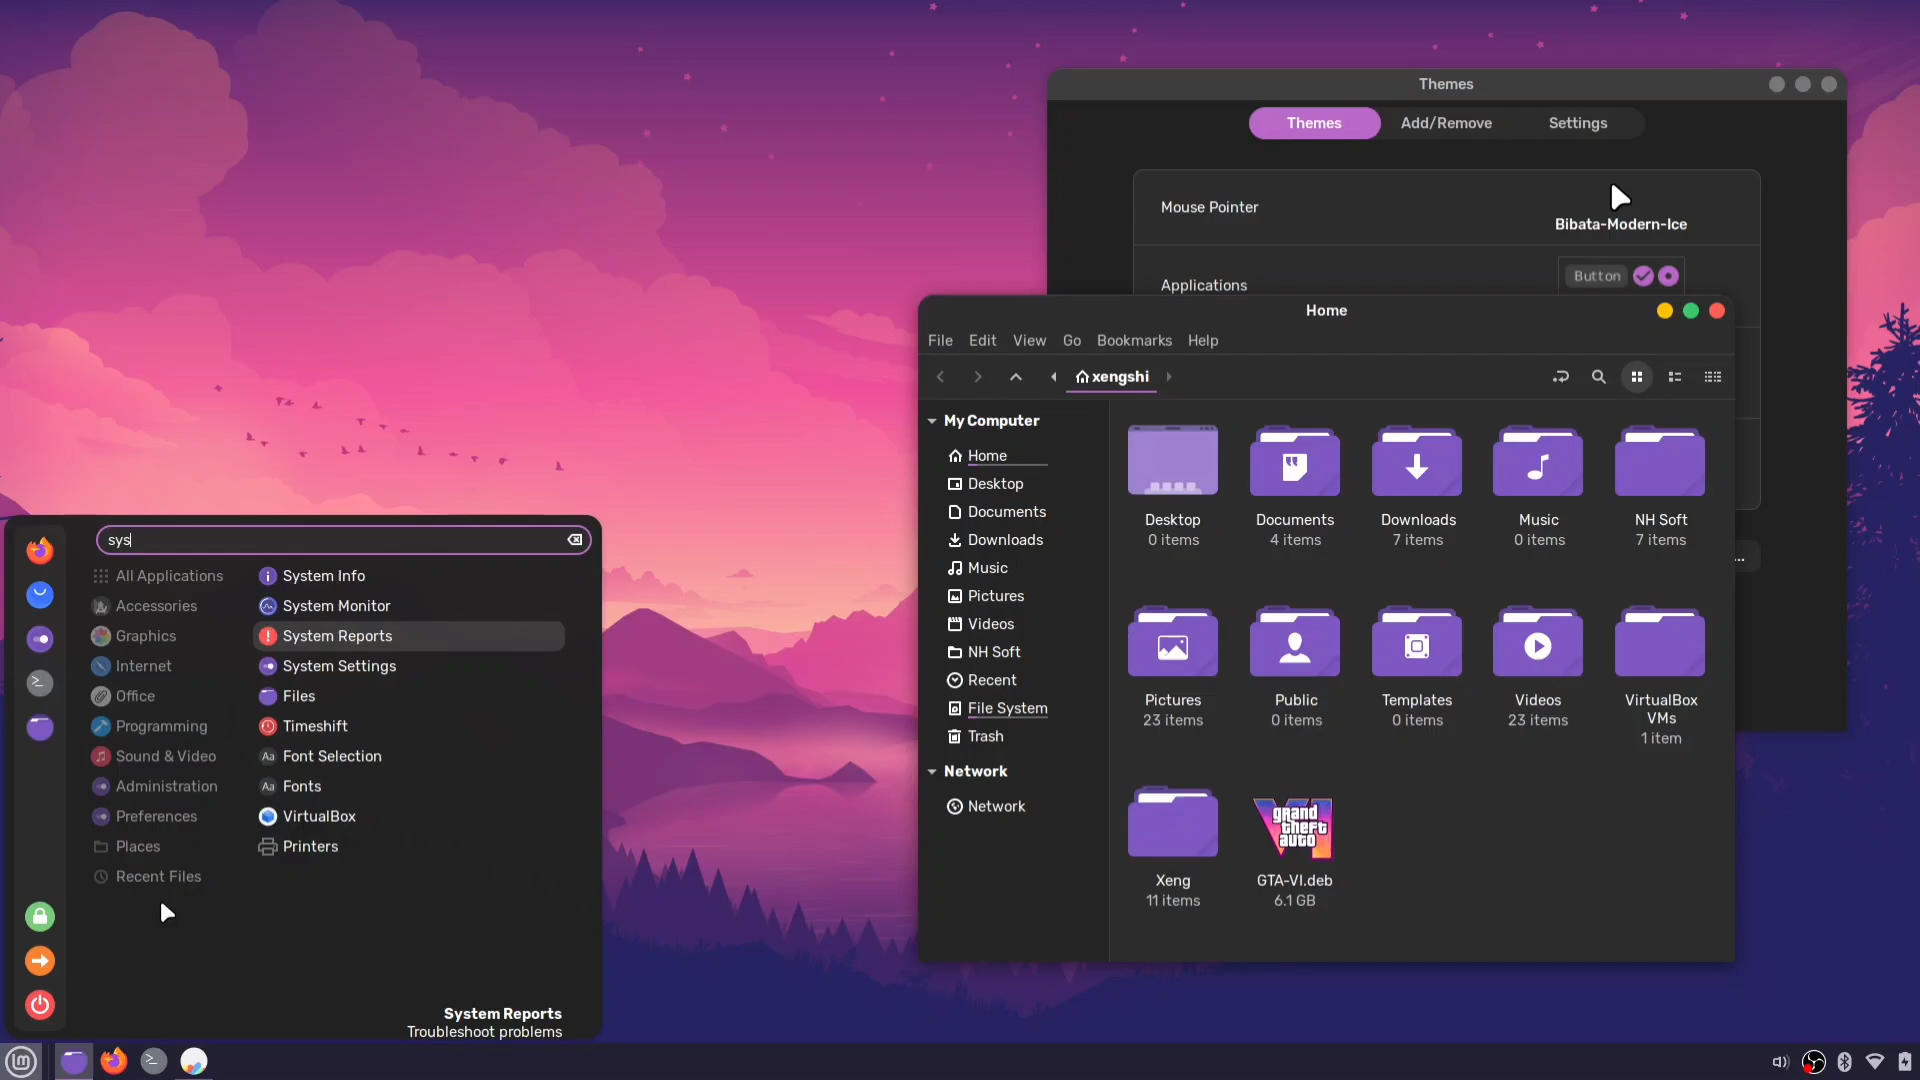 Themes
Themes Add/Remove Settings
Mouse Pointer
Bibata-Modern-Ice
Applications
Button
...
Home
File Edit View Go Bookmarks Help
xengshi
My Computer
Home
Desktop
Documents
Downloads
Music
Pictures
Videos
NH Soft
Recent
File System
Trash
Network
Network
Desktop Documents Downloads Music NH Soft
0 items 4 items 7 items 0 items 7 items
Pictures Public Templates Videos VirtualBox
VMs
23 items 0 items 0 items 23 items
1 item
grand
theft
auto
VI
Xeng GTA-VI.deb
11 items 6.1 GB
sys
All Applications
Accessories
Graphics
Internet
Office
Programming
Sound & Video
Administration
Preferences
Places
Recent Files
System Info
System Monitor
System Reports
System Settings
Files
Timeshift
Aa Font Selection
Aa Fonts
VirtualBox
Printers
System Reports
Troubleshoot problems